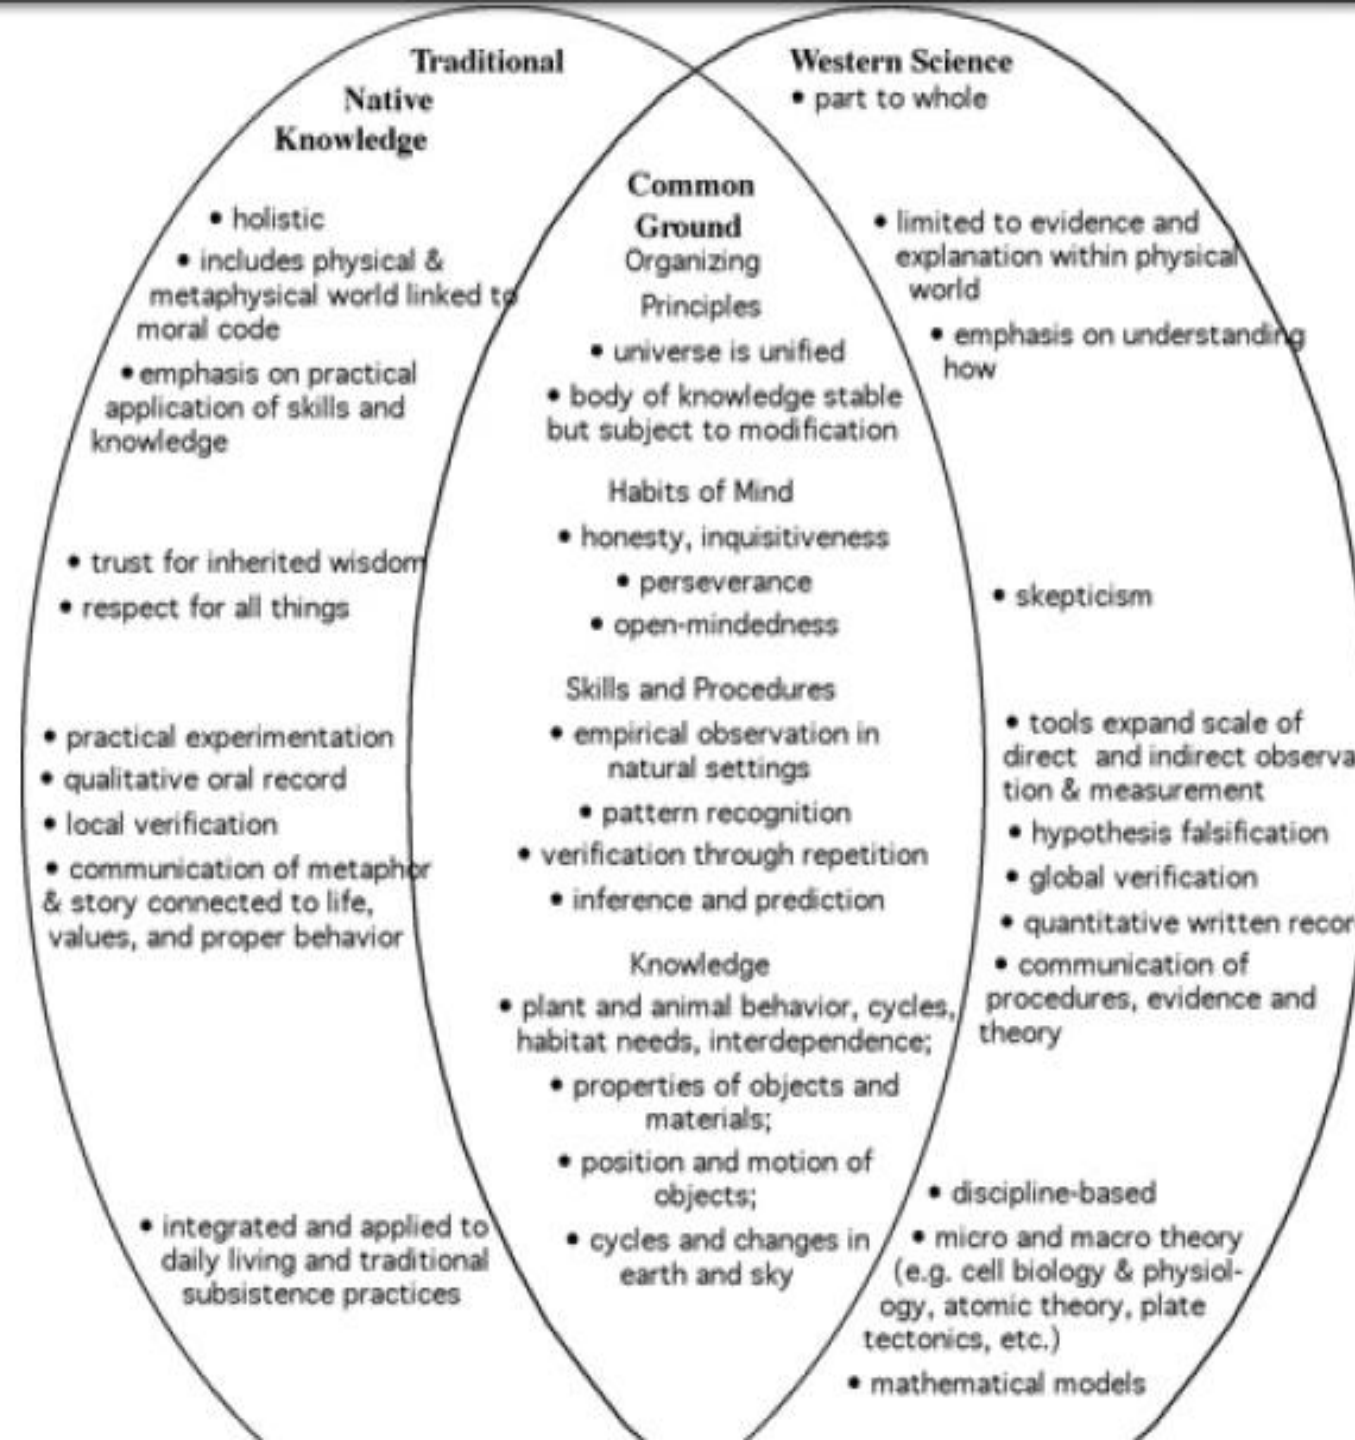 Traditional
Native
Knowledge
• holistic
• includes physical &
metaphysical world linked to
moral code
• emphasis on practical
application of skills and
knowledge
• trust for inherited wisdom
• respect for all things
• practical experimentation
• qualitative oral record
• local verification
• communication of metaphor
& story connected to life,
values, and proper behavior
• integrated and applied to
daily living and traditional
subsistence practices
Common
Ground
Organizing
Principles
• universe is unified
• body of knowledge stable
but subject to modification
Habits of Mind
• honesty, inquisitiveness
• perseverance
• open-mindedness
Skills and Procedures
• empirical observation in
natural settings
• pattern recognition
• verification through repetition
• inference and prediction
Knowledge
• plant and animal behavior, cycles,
habitat needs, interdependence;
• properties of objects and
materials;
• position and motion of
objects;
• cycles and changes in
earth and sky
Western Science
• part to whole
• limited to evidence and
explanation within physical
world
• emphasis on understanding
how
• skepticism
• tools expand scale of
direct and indirect observa
tion & measurement
• hypothesis falsification
• global verification
• quantitative written recor
• communication of
procedures, evidence and
theory
• discipline-based
• micro and macro theory
(e.g. cell biology & physiol-
ogy, atomic theory, plate
tectonics, etc.)
• mathematical models